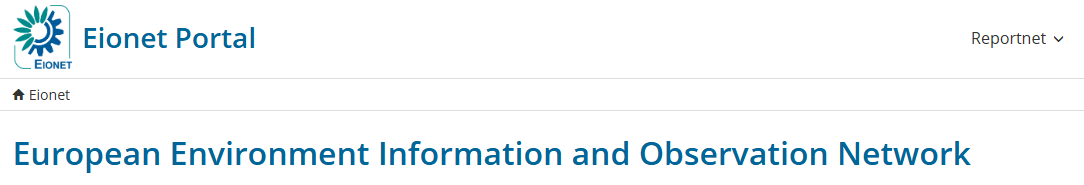 EIONET
Eionet Portal
Reportnet
Eionet
European Environment Information and Observation Network